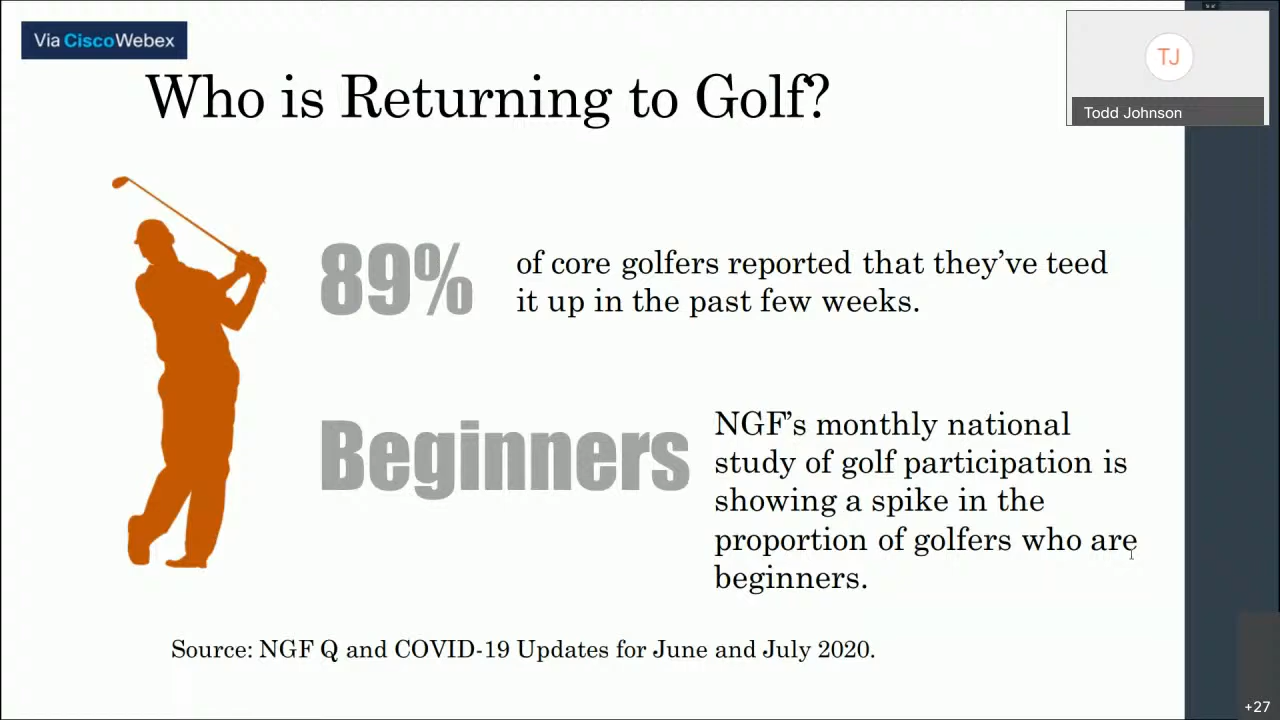 Via CiscoWebex
TJ
Todd Johnson
Who is Returning to Golf?
89%
of core golfers reported that they’ve teed
it up in the past few weeks.
Beginners
NGF’s monthly national
study of golf participation is
showing a spike in the
proportion of golfers who are
beginners.
Source: NGF Q and COVID-19 Updates for June and July 2020.
+27